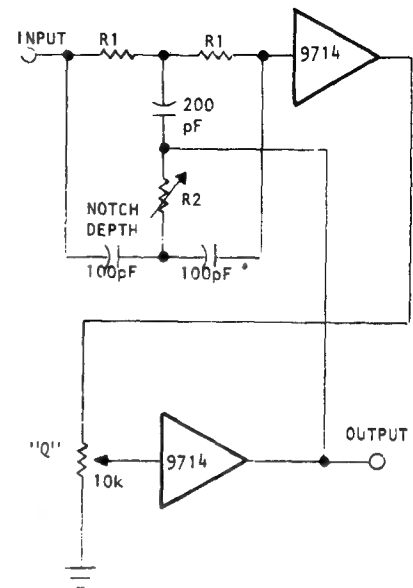 INPUT
R1
R1
9714
200
pF
NOTCH
DEPTH
R2
100pF
100pF
"Q"
10k
9714
OUTPUT